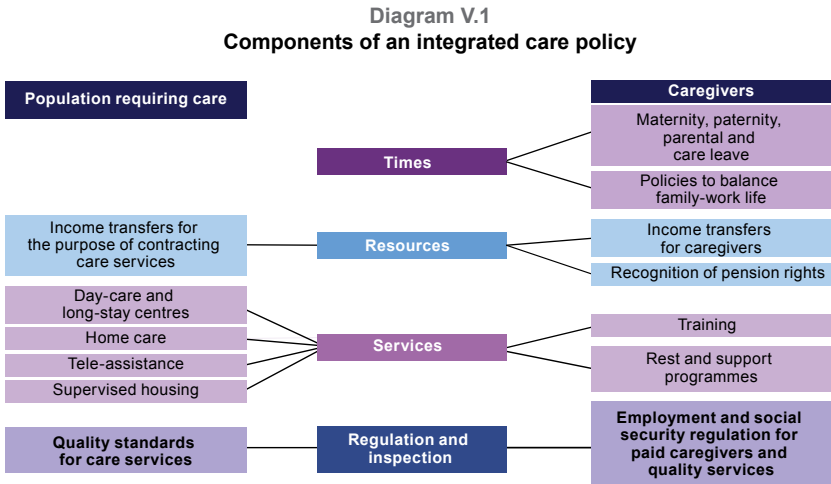 Diagram V.1
Components of an integrated care policy
Population requiring care
Caregivers
Times
Maternity, paternity,
parental and
care leave
Policies to balance
family-work life
Income transfers for
the purpose of contracting
care services
Resources
Income transfers
for caregivers
Recognition of pension rights
Day-care and
long-stay centres
Home care
Tele-assistance
Supervised housing
Services
Training
Rest and support
programmes
Quality standards
for care services
Regulation and
inspection
Employment and social
security regulation for
paid caregivers and
quality services